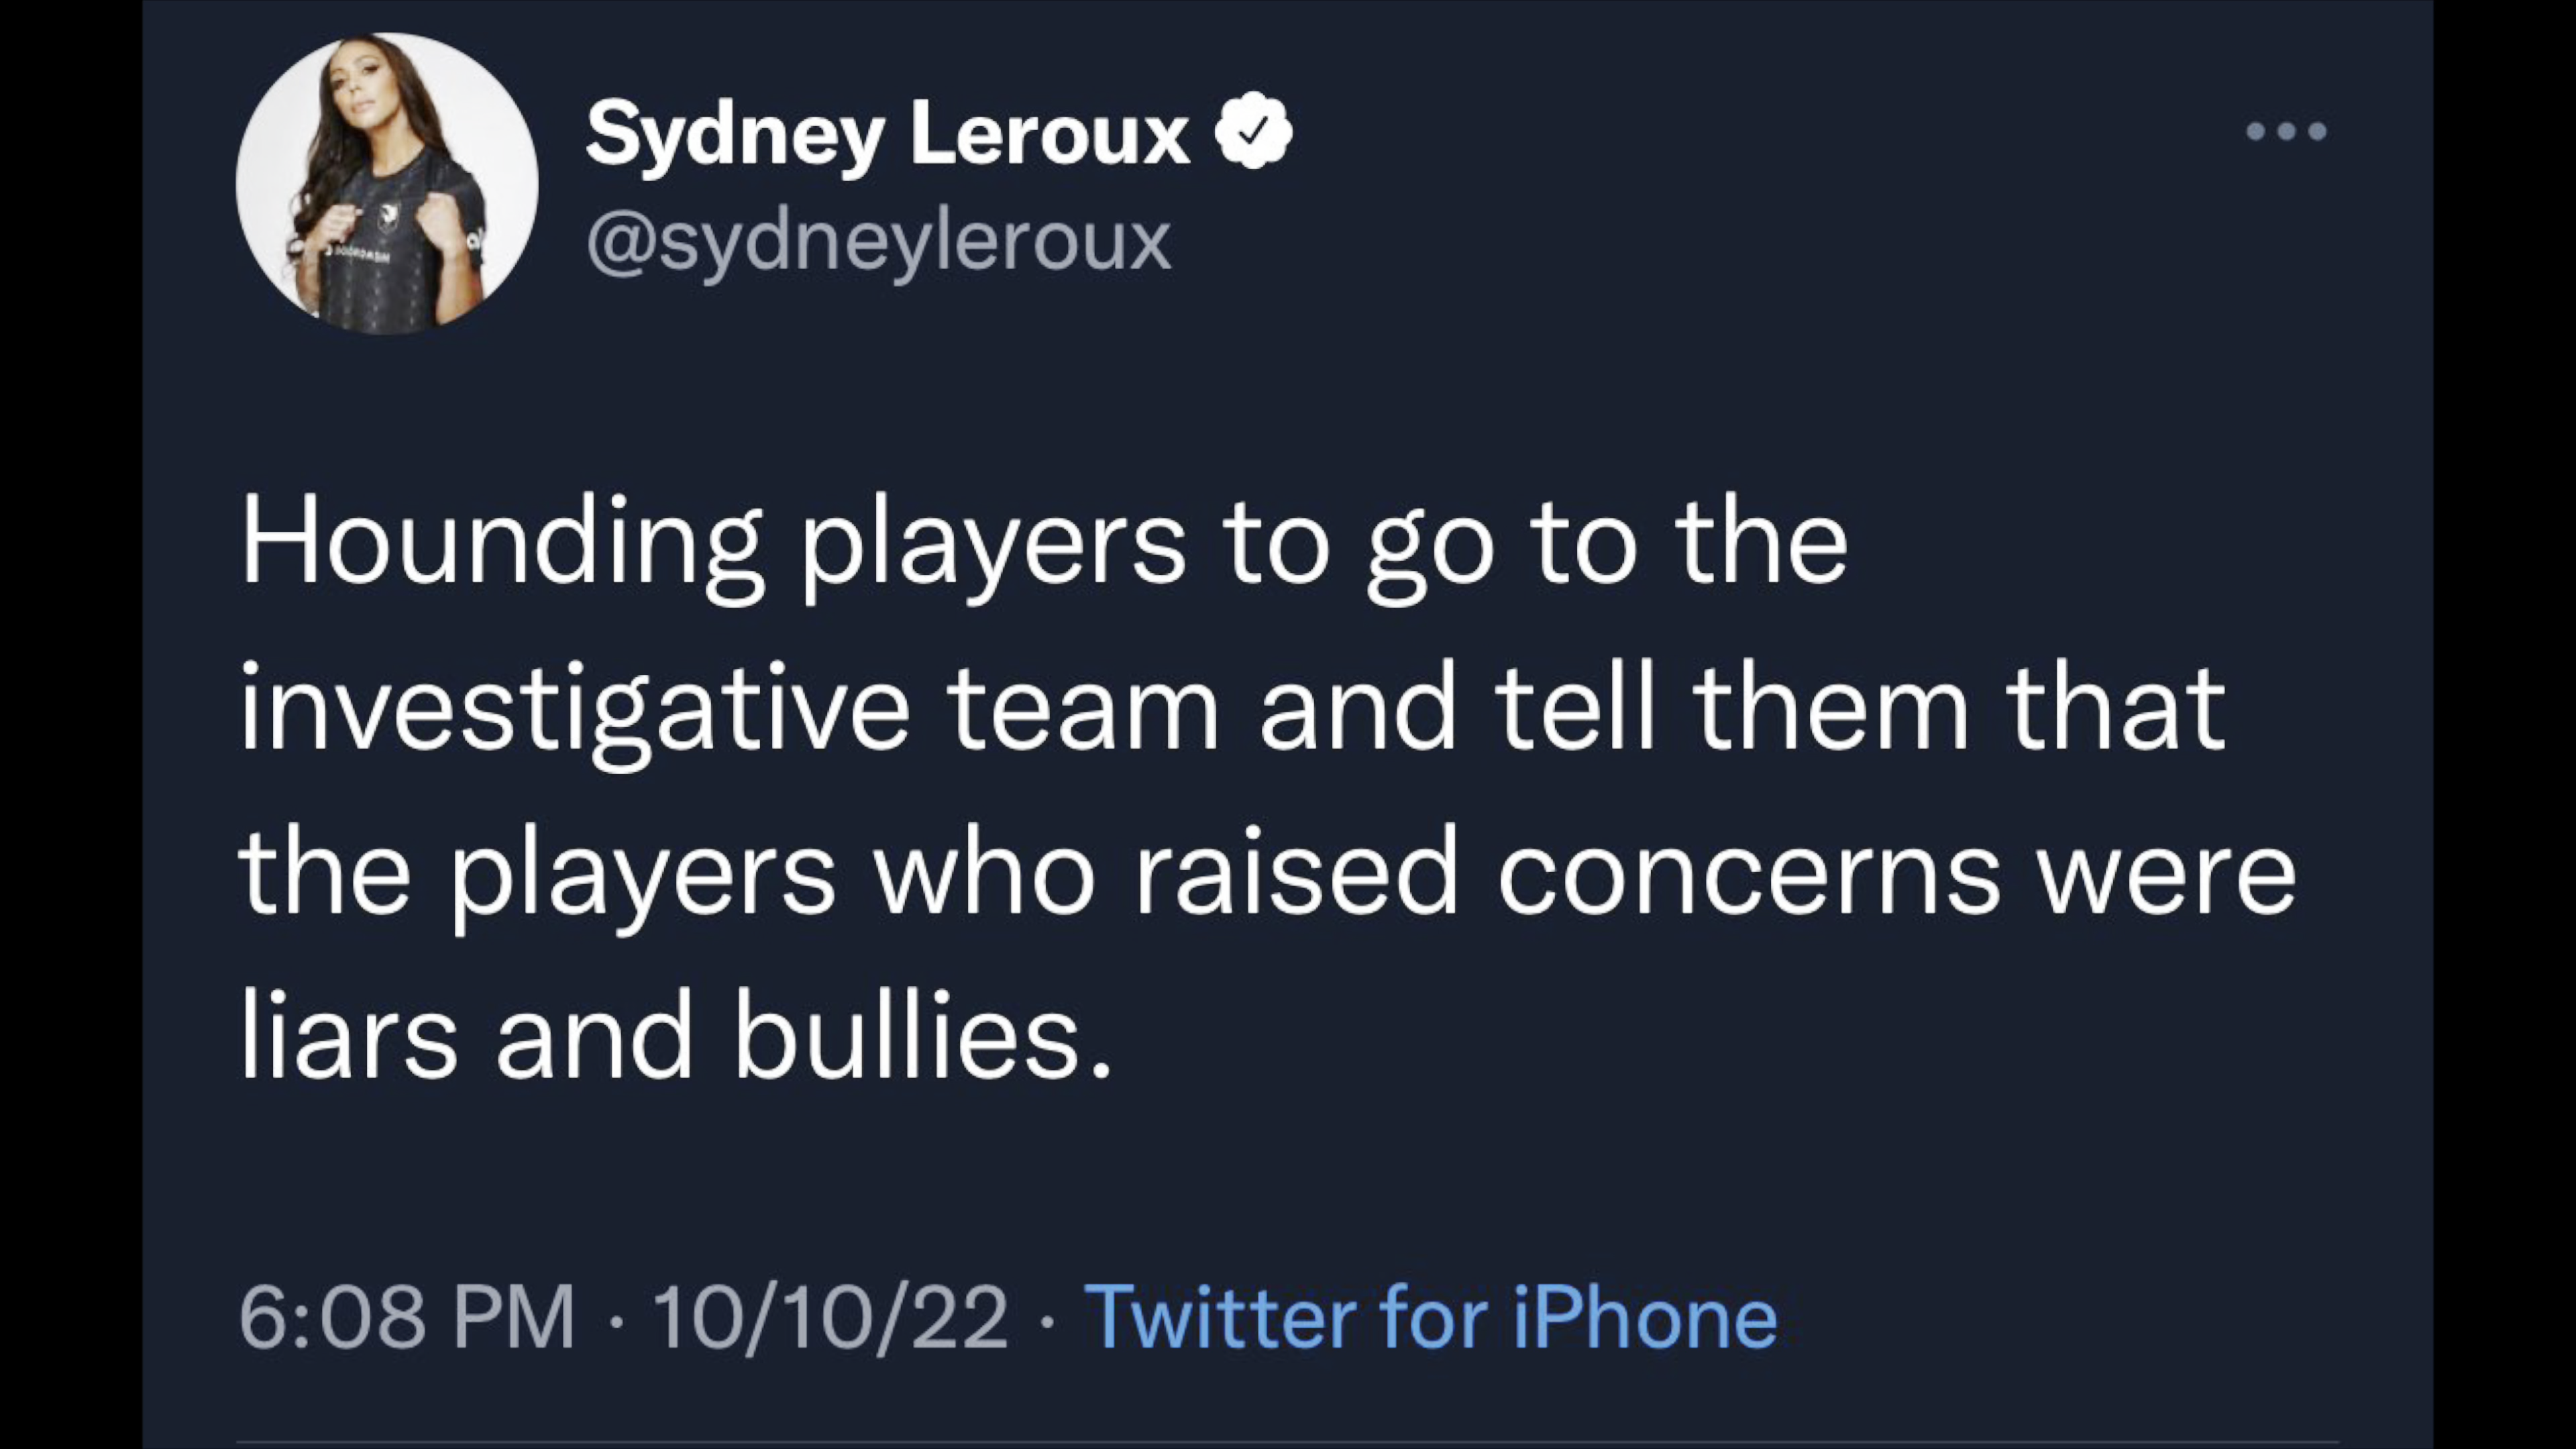 Sydney Leroux
@sydneyleroux
DOORDASH
Hounding players to go to the
investigative team and tell them that
the players who raised concerns were
liars and bullies.
6:08 PM · 10/10/22 · Twitter for iPhone